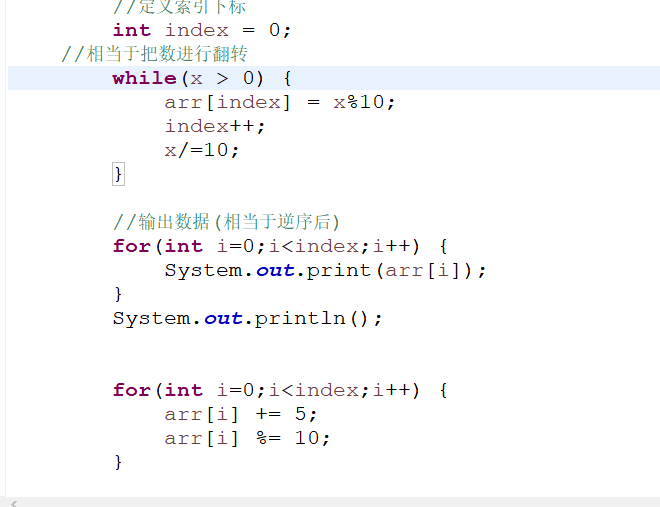 //定义索引下标
int index = 0;
//相当于把数进行翻转
while(x > 0) {
arr[index] = x%10;
index++;
x/=10;
}
//输出数据(相当于逆序后)
for(int i=0;i<index;i++) {
System.out.print(arr[i]);
}
System.out.println();
for(int i=0;i<index;i++) {
arr[i] += 5;
arr[i] %= 10;
}